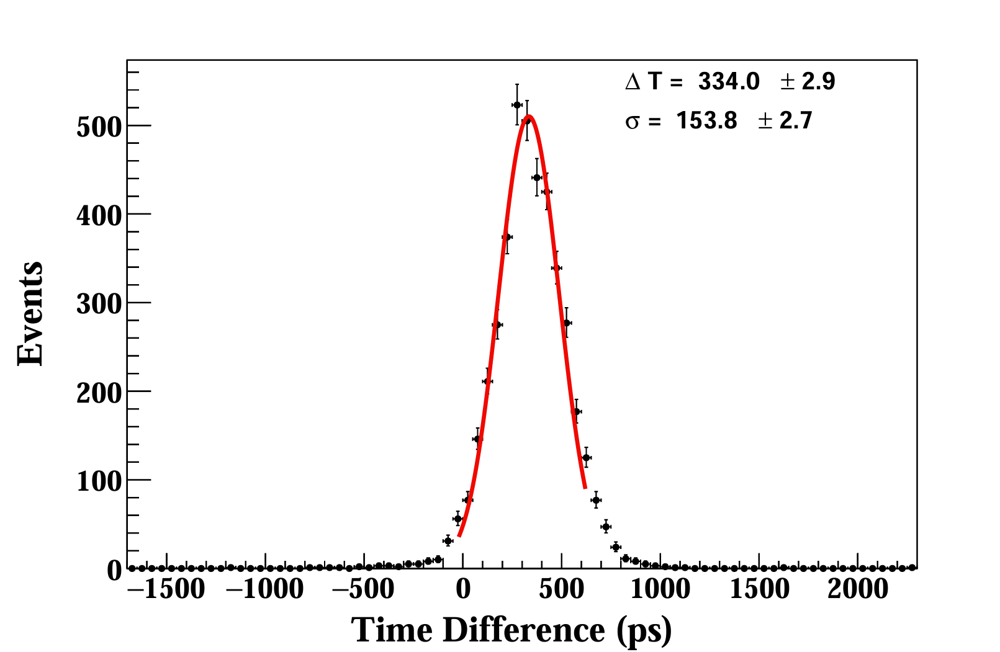 Δ T = 334.0 ± 2.9
σ = 153.8 ± 2.7
500
400
300
200
100
0
−1500 −1000 −500 0 500 1000 1500 2000
Events
Time Difference (ps)